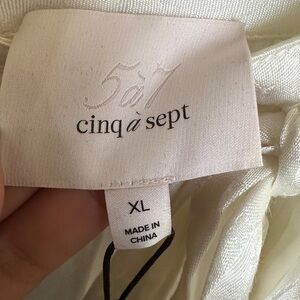 5à7
cinq à sept
XL
MADE IN
CHINA